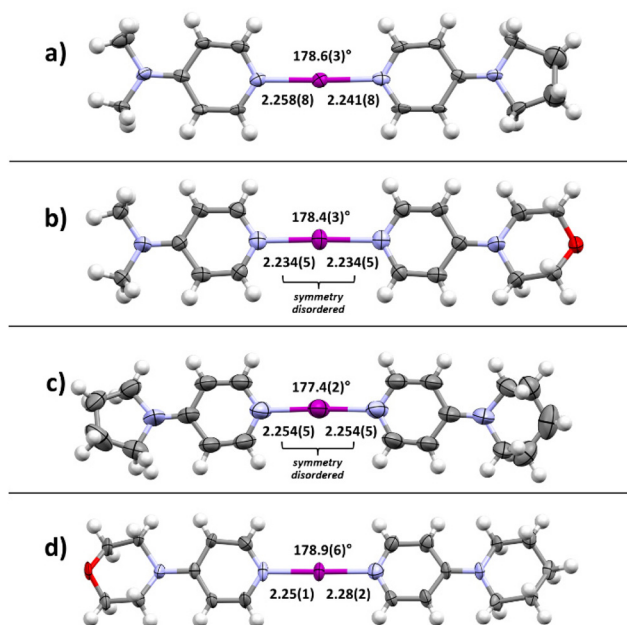 a)
178.6(3)°
2.258(8) 2.241(8)
b)
178.4(3)°
2.234(5) 2.234(5)
symmetry
disordered
c)
177.4(2)°
2.254(5) 2.254(5)
symmetry
disordered
d)
178.9(6)°
2.25(1) 2.28(2)